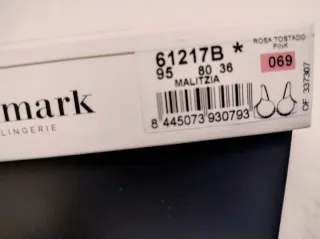 mark
LINGERIE
61217B *
95 80 36
MALITZIA
8 445073 930793
ROSA TOSTADO
PINK
069
OF 337307